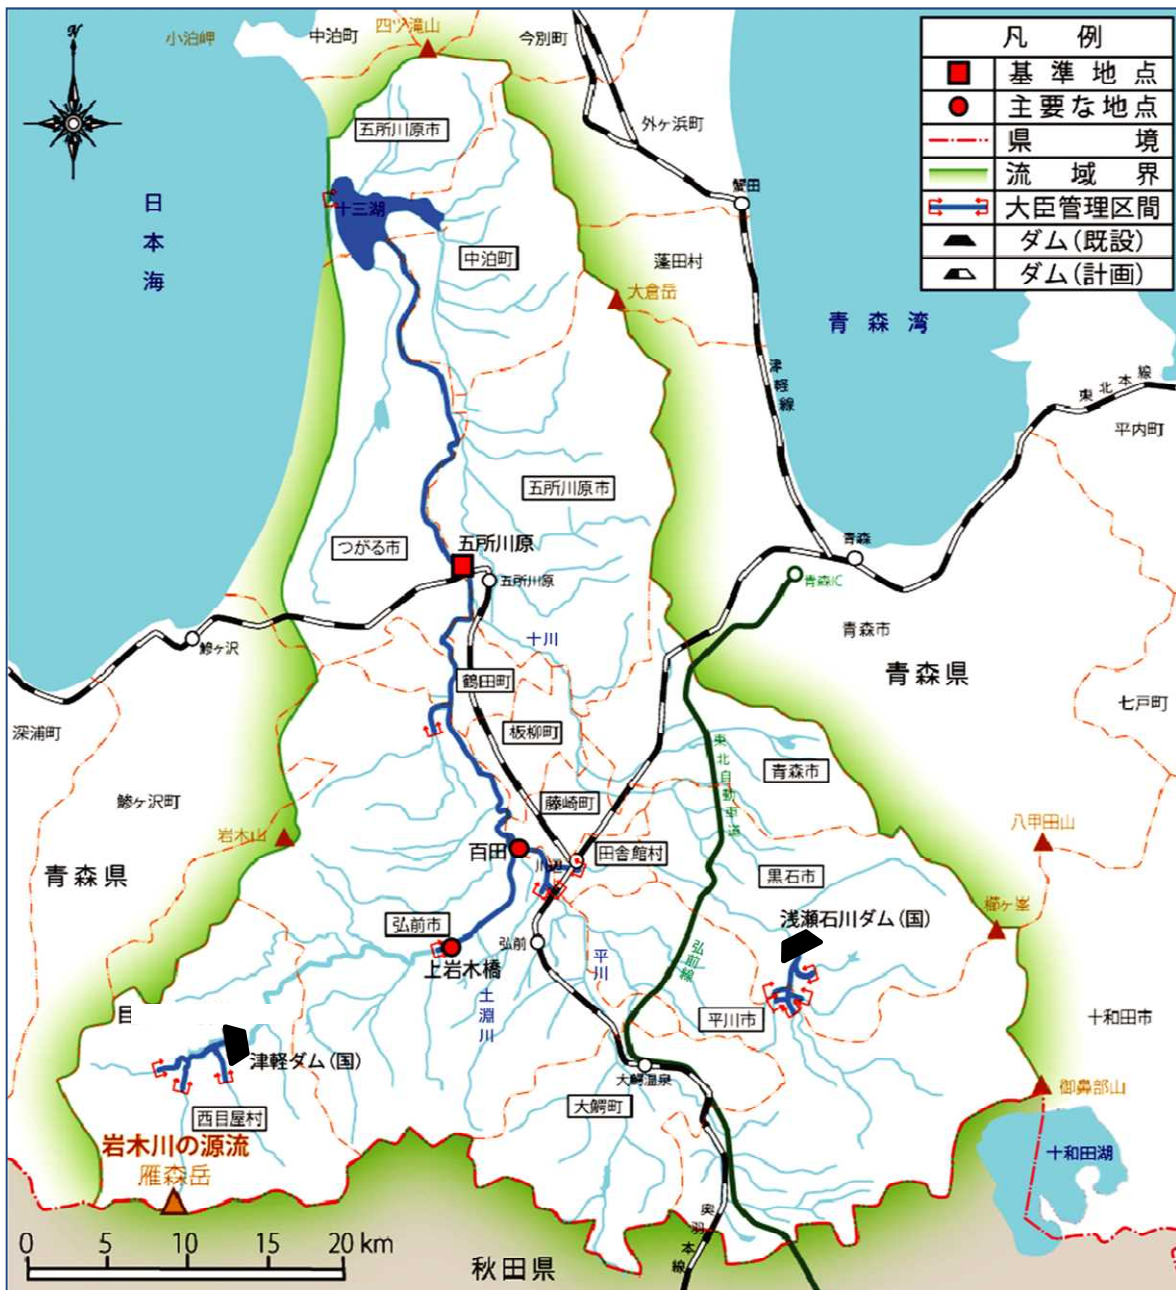 N
小泊岬
中泊町
四ツ滝山
今別町
外ヶ浜町
凡 例
基準地点
主要な地点
県 境
流 域 界
大臣管理区間
ダム(既設)
ダム(計画)
五所川原市
蟹田
十三湖
日本海
中泊町
蓬田村
大倉岳
青森湾
津軽線
東北本線
平内町
五所川原市
つがる市
五所川原
五所川原
青森
青森IC
鰺ヶ沢
十川
青森市
青森県
鶴田町
七戸町
深浦町
板柳町
東北自動車道
青森市
鰺ヶ沢町
藤崎町
岩木山
八甲田山
百田
川辺
田舎館村
青森県
黒石市
櫛ヶ峯
弘前市
浅瀬石川ダム(国)
弘前
上岩木橋
平川
弘前線
土淵川
平川市
十和田市
津軽ダム(国)
大鰐温泉
御鼻部山
西目屋村
大鰐町
岩木川の源流
雁森岳
十和田湖
奥羽本線
0 5 10 15 20 km
秋田県